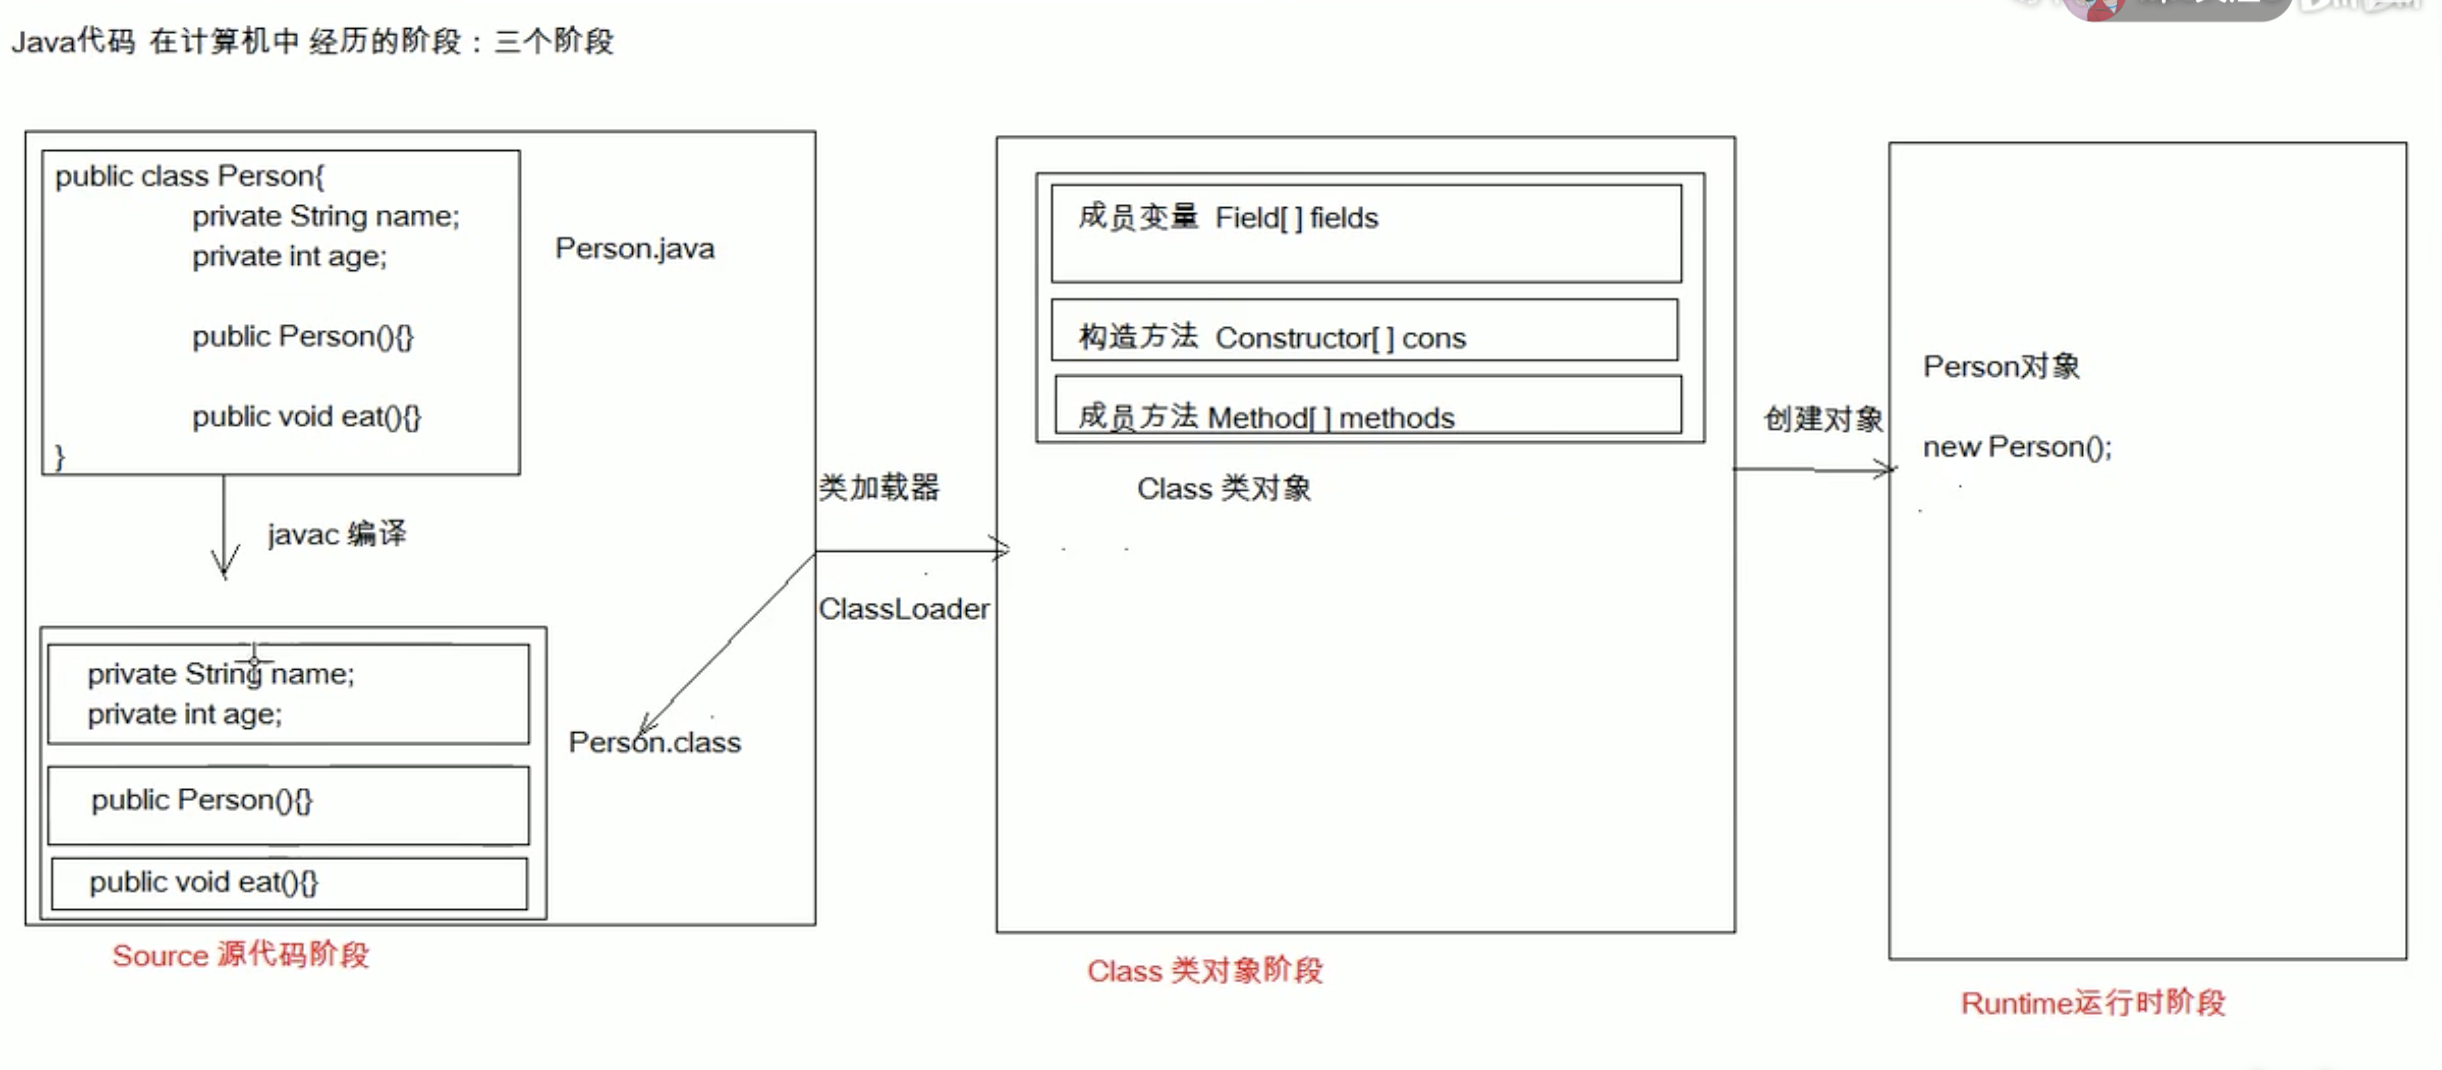 Java代码 在计算机中 经历的阶段：三个阶段
public class Person{
private String name;
private int age;
public Person(){}
public void eat(){}
}
Person.java
javac 编译
private String name;
private int age;
public Person(){}
public void eat(){}
Person.class
Source 源代码阶段
类加载器
ClassLoader
成员变量 Field[ ] fields
构造方法 Constructor[ ] cons
成员方法 Method[ ] methods
Class 类对象
Class 类对象阶段
创建对象
Person对象
new Person();
Runtime运行时阶段